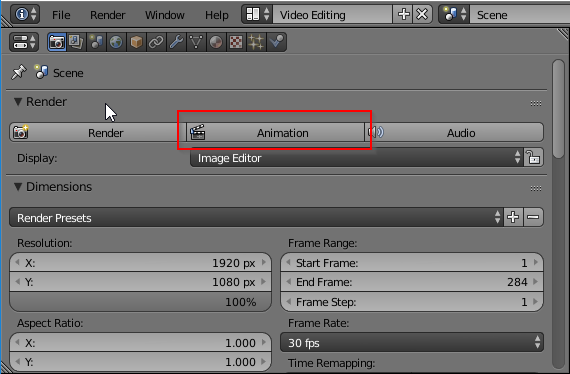 File Render Window Help Video Editing Scene
Scene
Render
Render Animation Audio
Display: Image Editor
Dimensions
Render Presets
Resolution: Frame Range:
X: 1920 px Start Frame: 1
Y: 1080 px End Frame: 284
100% Frame Step: 1
Aspect Ratio: Frame Rate:
X: 1.000 30 fps
Y: 1.000 Time Remapping: